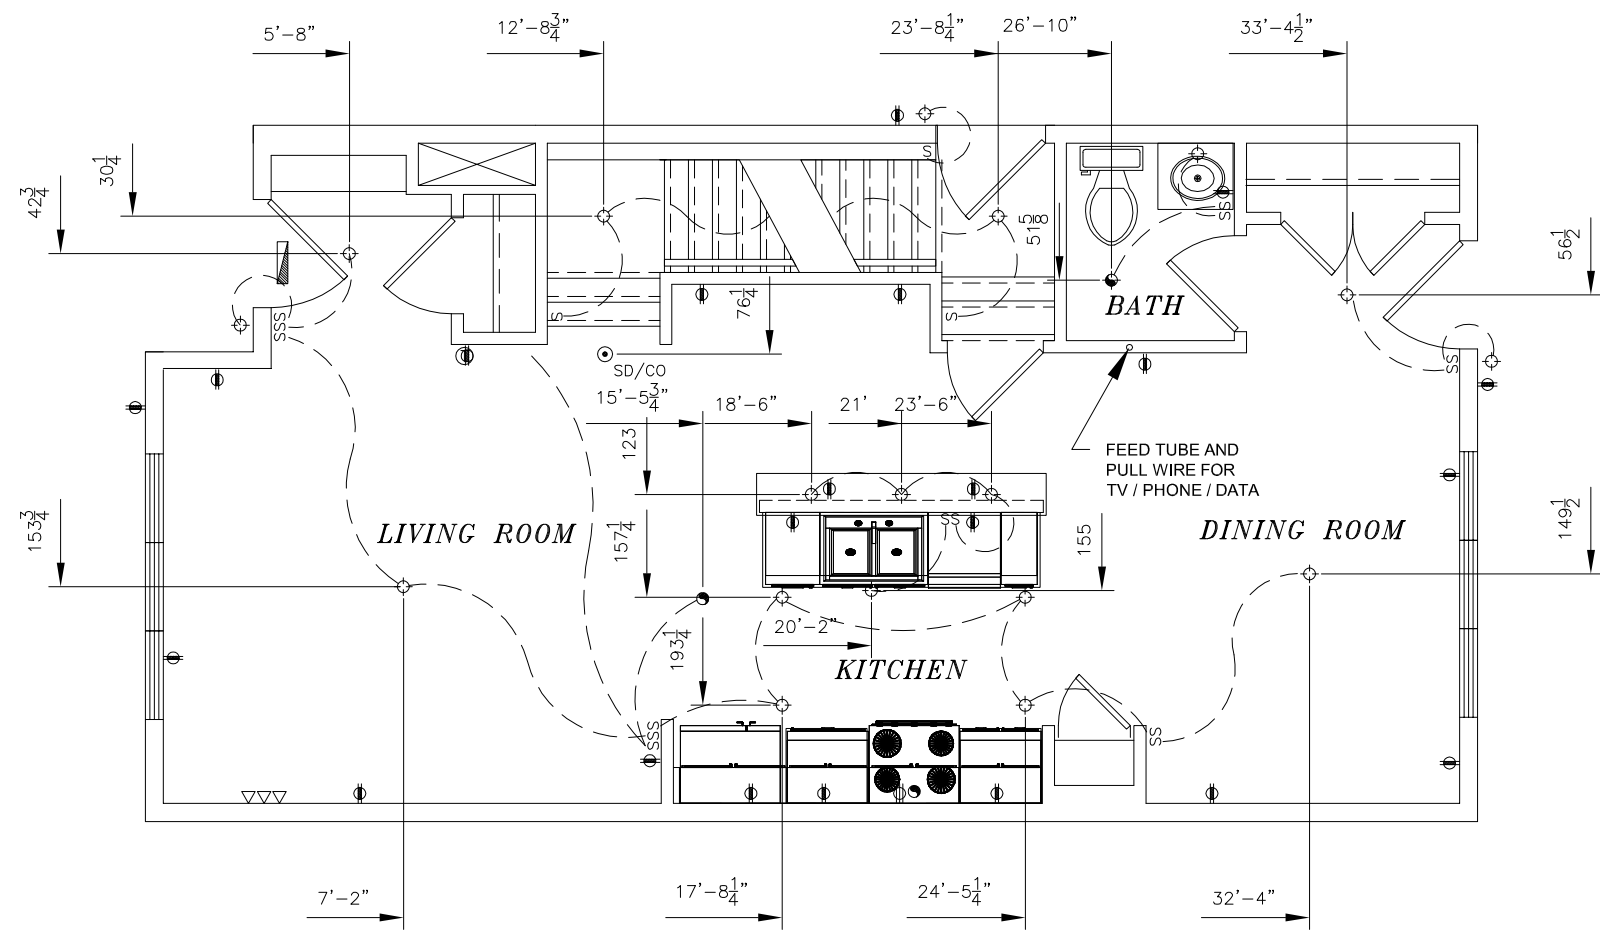 5'-8"
12'-8 3/4"
23'-8 1/4"
26'-10"
33'-4 1/2"
30 1/4
42 3/4
S
51 5/8
SS
56 1/2
76 1/4
BATH
SSS
S
S
SS
SD/CO
15'-5 3/4"
18'-6"
21'
23'-6"
123
FEED TUBE AND
PULL WIRE FOR
TV / PHONE / DATA
153 3/4
LIVING ROOM
157 1/4
SS
155
DINING ROOM
149 1/2
20'-2"
193 1/4
KITCHEN
SSS
SS
7'-2"
17'-8 1/4"
24'-5 1/4"
32'-4"